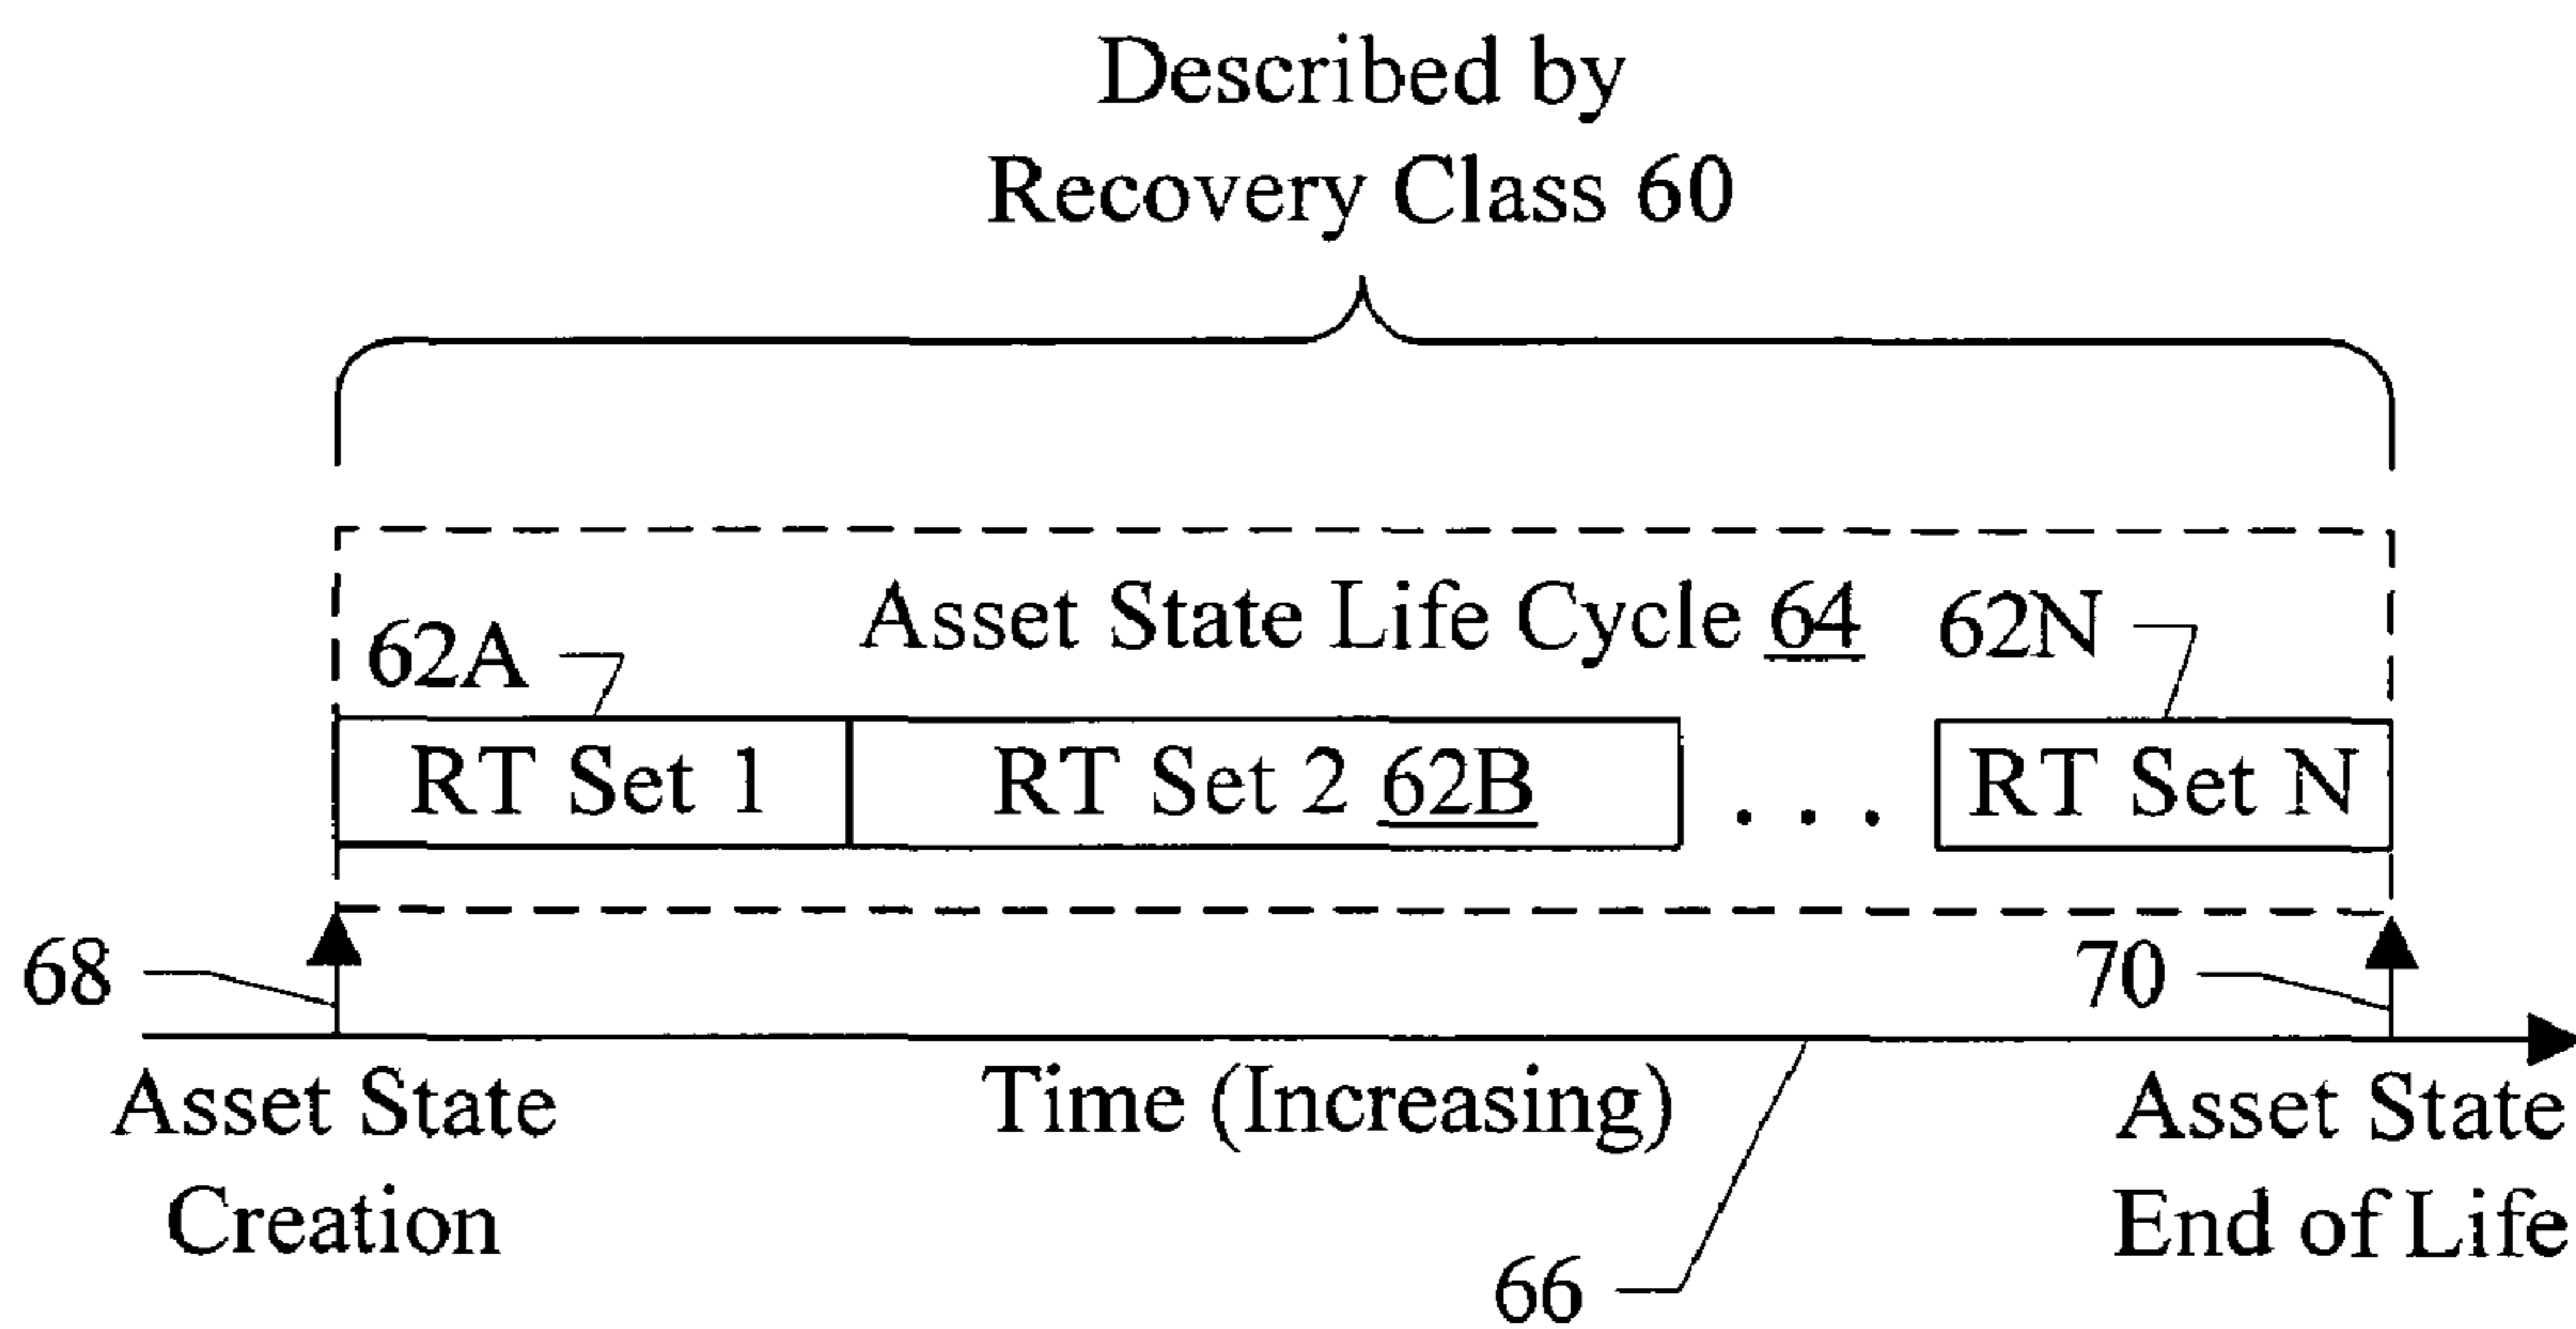 Described by
Recovery Class 60
Asset State Life Cycle 64
62A
62N
RT Set 1
RT Set 2 62B
. . .
RT Set N
68
70
Asset State
Creation
Time (Increasing)
Asset State
End of Life
66